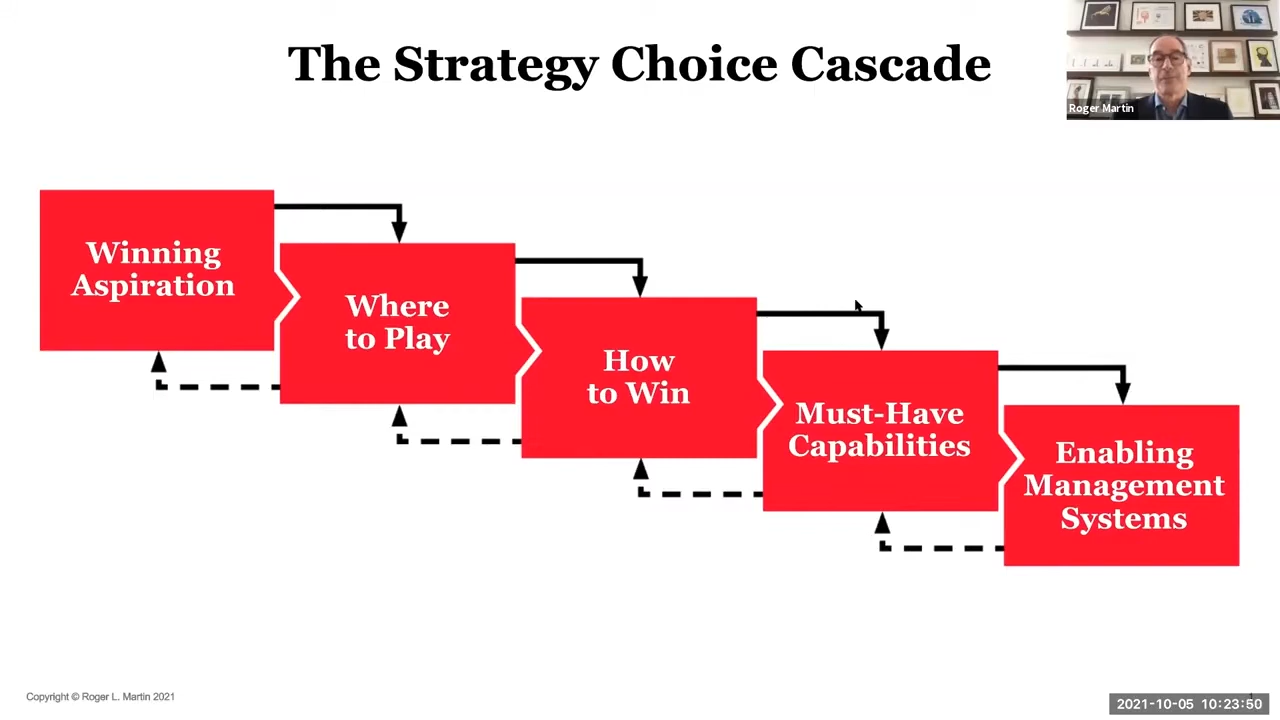 The Strategy Choice Cascade
Roger Martin
Winning
Aspiration
Where
to Play
How
to Win
Must-Have
Capabilities
Enabling
Management
Systems
Copyright © Roger L. Martin 2021
1
2021-10-05 10:23:50